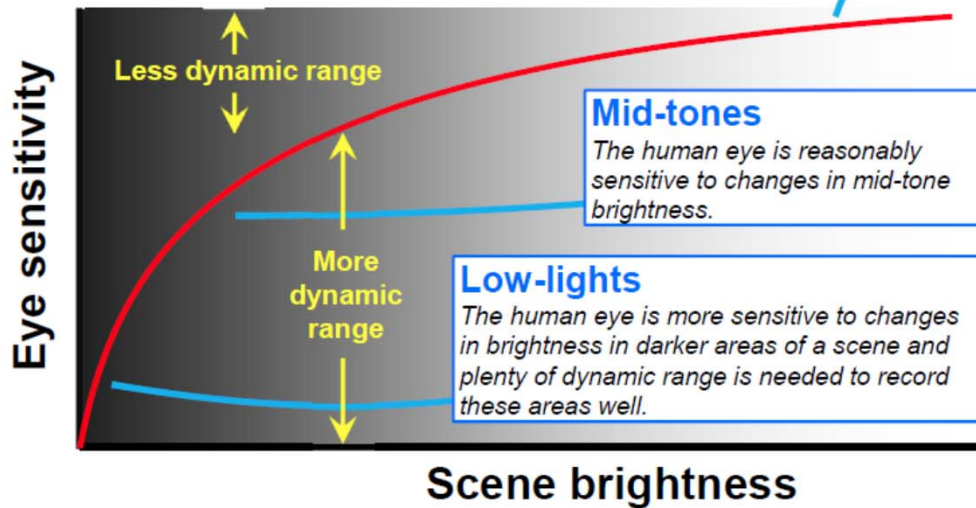 Less dynamic range
Mid-tones
The human eye is reasonably
sensitive to changes in mid-tone
brightness.
Eye sensitivity
More
dynamic
range
Low-lights
The human eye is more sensitive to changes
in brightness in darker areas of a scene and
plenty of dynamic range is needed to record
these areas well.
Scene brightness